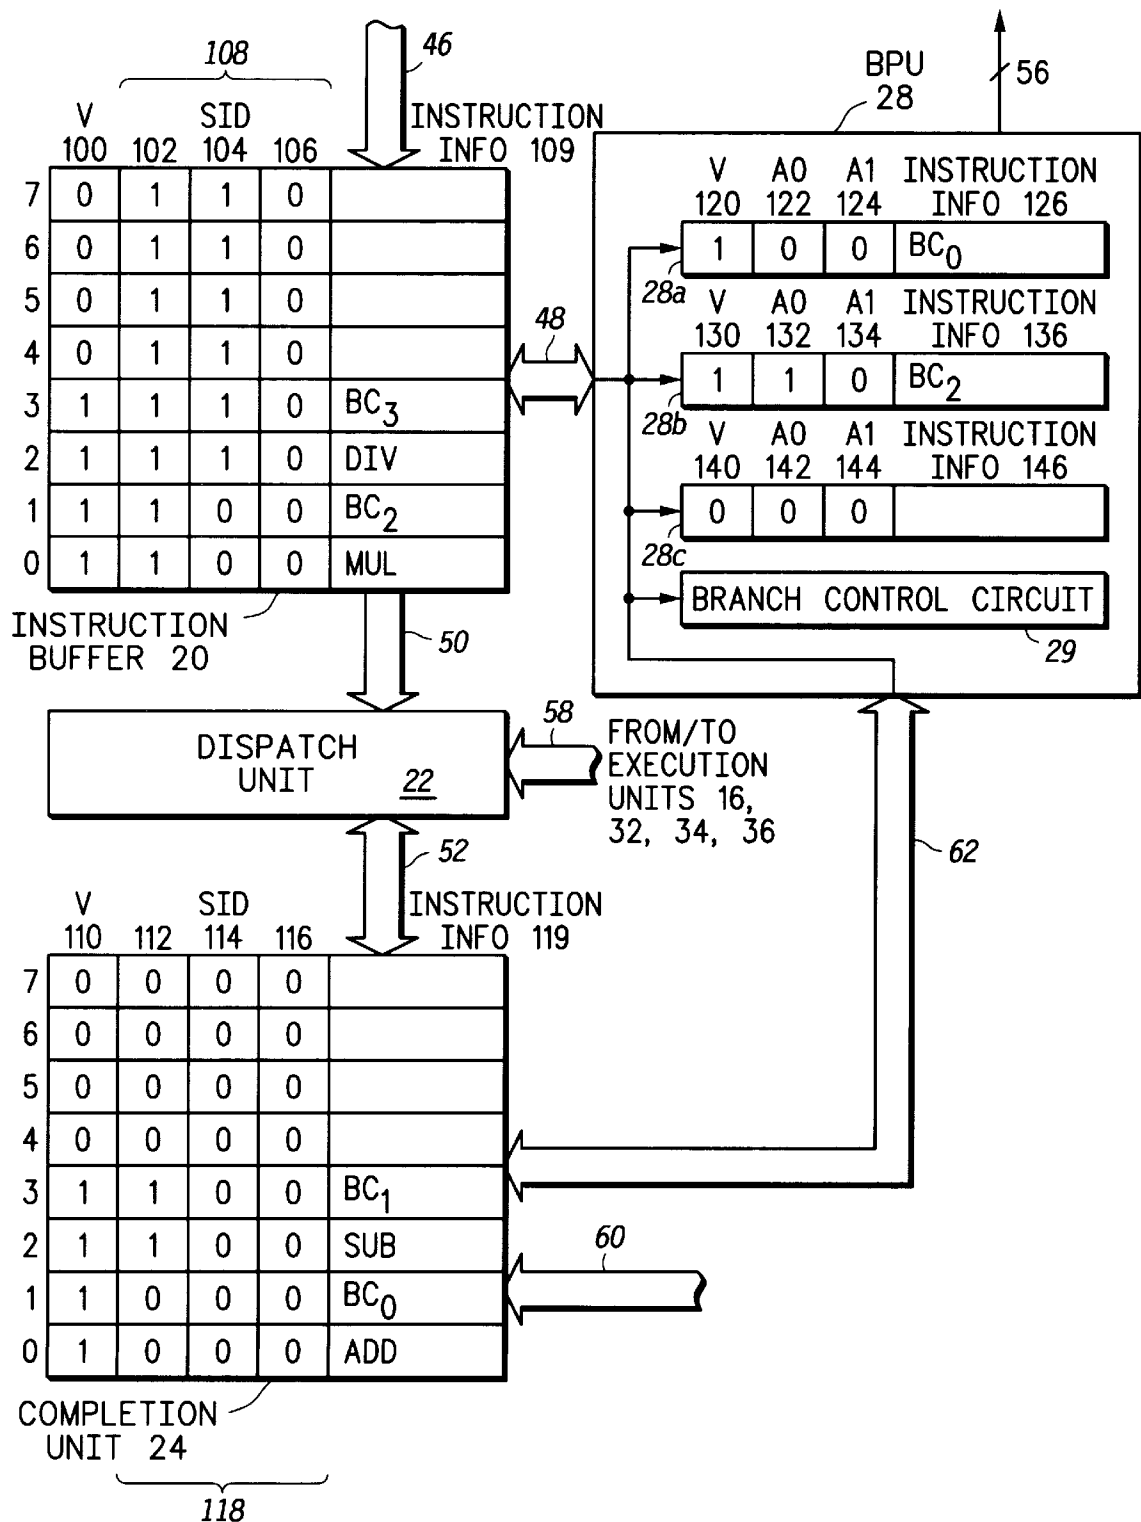 108
46
V SID INSTRUCTION
100 102 104 106 INFO 109
7 0 1 1 0
6 0 1 1 0
5 0 1 1 0
4 0 1 1 0
3 1 1 1 0 BC3
2 1 1 1 0 DIV
1 1 1 0 0 BC2
0 1 1 0 0 MUL
INSTRUCTION
BUFFER 20
50
48
56
BPU
28
V A0 A1 INSTRUCTION
120 122 124 INFO 126
1 0 0 BC0
28a
V A0 A1 INSTRUCTION
130 132 134 INFO 136
1 1 0 BC2
28b
V A0 A1 INSTRUCTION
140 142 144 INFO 146
0 0 0
28c
BRANCH CONTROL CIRCUIT
29
DISPATCH
UNIT 22
58
FROM/TO
EXECUTION
UNITS 16,
32, 34, 36
62
52
V SID INSTRUCTION
110 112 114 116 INFO 119
7 0 0 0 0
6 0 0 0 0
5 0 0 0 0
4 0 0 0 0
3 1 1 0 0 BC1
2 1 1 0 0 SUB
1 1 0 0 0 BC0
0 1 0 0 0 ADD
60
COMPLETION
UNIT 24
118